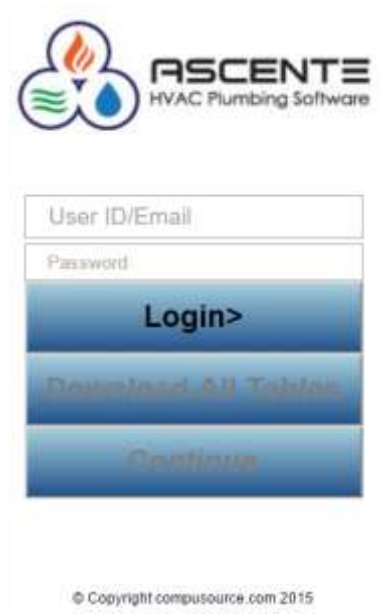 ASCENTE
HVAC Plumbing Software
User ID/Email
Password
Login>
Download All Tables
Continue
© Copyright compusource.com 2015